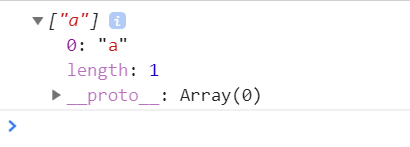 ▼["a"] i
0: "a"
length: 1
▶__proto__: Array(0)
>